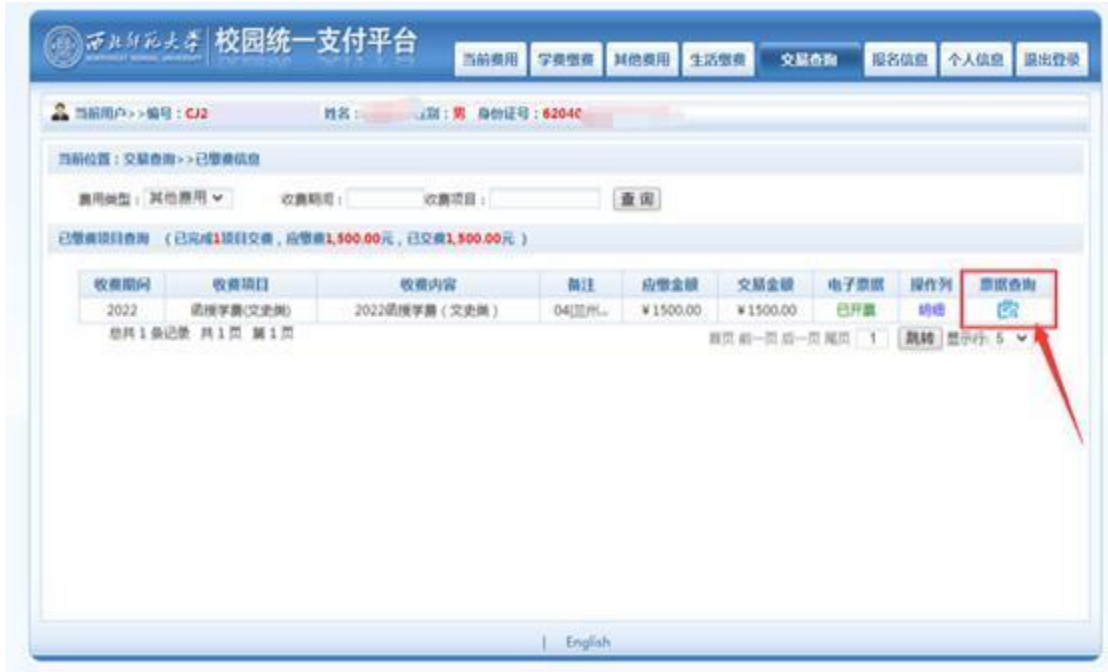 西北师范大学 校园统一支付平台
当前费用 学费缴费 其他费用 生活缴费 交易查询 报名信息 个人信息 退出登录
当前用户>>编号：CJ2 姓名： 别：男 身份证号：62040
当前位置：交易查询>>已缴费信息
费用类型：其他费用 收费期间： 收费项目： 查询
已缴费项目查询 （已完成1项目交费，应缴费1,500.00元，已交费1,500.00元）
收费期间 收费项目 收费内容 备注 应缴金额 交易金额 电子票据 操作列 票据查询
2022 函授学费(文史类) 2022函授学费（文史类） 04[兰州... ￥1500.00 ￥1500.00 已开票 明细
总共1条记录 共1页 第1页 首页 前一页 后一页 尾页 1 跳转 显示行: 5
| English